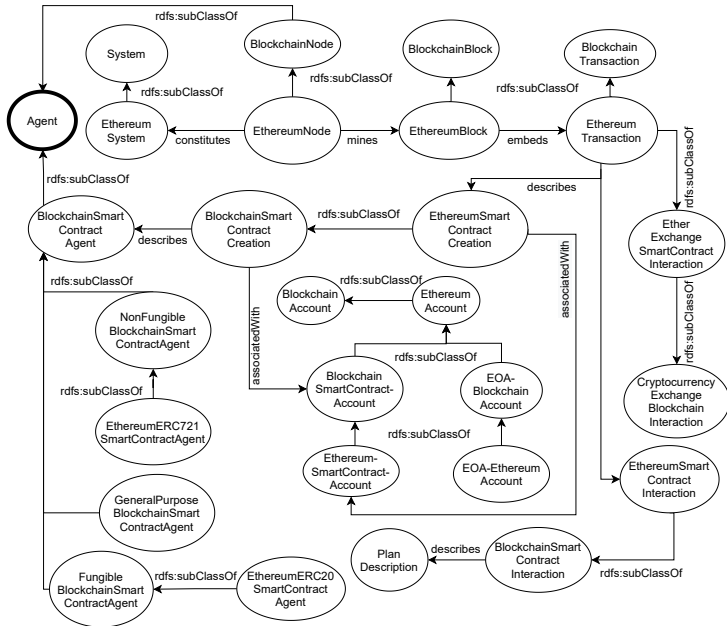 rdfs:subClassOf
BlockchainNode
BlockchainBlock
Blockchain
Transaction
System
rdfs:subClassOf
rdfs:subClassOf
rdfs:subClassOf
rdfs:subClassOf
Agent
Ethereum
System
constitutes
EthereumNode
mines
EthereumBlock
embeds
Ethereum
Transaction
rdfs:subClassOf
describes
rdfs:subClassOf
BlockchainSmart
Contract
Agent
describes
BlockchainSmart
Contract
Creation
rdfs:subClassOf
EthereumSmart
Contract
Creation
Ether
Exchange
SmartContract
Interaction
rdfs:subClassOf
associatedWith
associatedWith
rdfs:subClassOf
Blockchain
Account
rdfs:subClassOf
Ethereum
Account
NonFungible
BlockchainSmart
ContractAgent
rdfs:subClassOf
Blockchain
SmartContract-
Account
EOA-
Blockchain
Account
Cryptocurrency
Exchange
Blockchain
Interaction
rdfs:subClassOf
EthereumERC721
SmartContractAgent
rdfs:subClassOf
Ethereum-
SmartContract-
Account
EOA-Ethereum
Account
EthereumSmart
Contract
Interaction
GeneralPurpose
BlockchainSmart
ContractAgent
Plan
Description
describes
BlockchainSmart
Contract
Interaction
rdfs:subClassOf
Fungible
BlockchainSmart
ContractAgent
rdfs:subClassOf
EthereumERC20
SmartContract
Agent